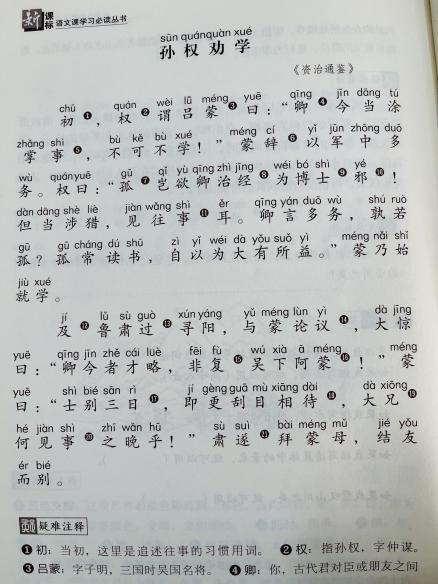 新课标 语文课学习必读丛书
sūn quánquàn xué
孙权劝学
《资治通鉴》
chū quán wèi lǚ méng yuē qīng jīn dāng tú
初❶，权❷谓吕蒙❸曰：“卿❹今当涂
zhǎng shì bù kě bù xué méng cí yǐ jūn zhōng duō
掌事❺，不可不学！”蒙辞❻以军中多
wù quányuē gū qǐ yù qīng zhì jīng wéi bó shì yé
务。权曰：“孤❼岂欲卿治经❽为博士❾邪❿！
dàn dāng shè liè jiàn wǎng shì ěr qīng yán duō wù shú ruò
但当涉猎，见往事⓫耳。卿言多务，孰若
gū gū cháng dú shū zì yǐ wéi dà yǒu suǒ yì méng nǎi shǐ
孤？孤常读书，自以为大有所益。”蒙乃始
jiù xué
就学。
jí lǔ sù guò xún yáng yǔ méng lùn yì dà jīng
及⓬鲁肃过⓭寻阳，与蒙论议⓮，大惊
yuē qīng jīn zhě cái lüè fēi fù wú xià ā méng méng
曰：“卿今者才略，非复⓯吴下阿蒙⓰！”蒙
yuē shì bié sān rì jí gèng guā mù xiāng dài dà xiōng
曰：“士别三日⓱，即更刮目相待⓲，大兄⓳
hé jiàn shì zhī wǎn hū sù suì bài méng mǔ jié yǒu
何见事⓴之晚乎！”肃遂㉑拜蒙母，结友
ér bié
而别。
疑难注释
❶初：当初，这里是追述往事的习惯用词。 ❷权：指孙权，字仲谋。
❸吕蒙：字子明，三国时吴国名将。 ❹卿：你，古代君对臣或朋友之间